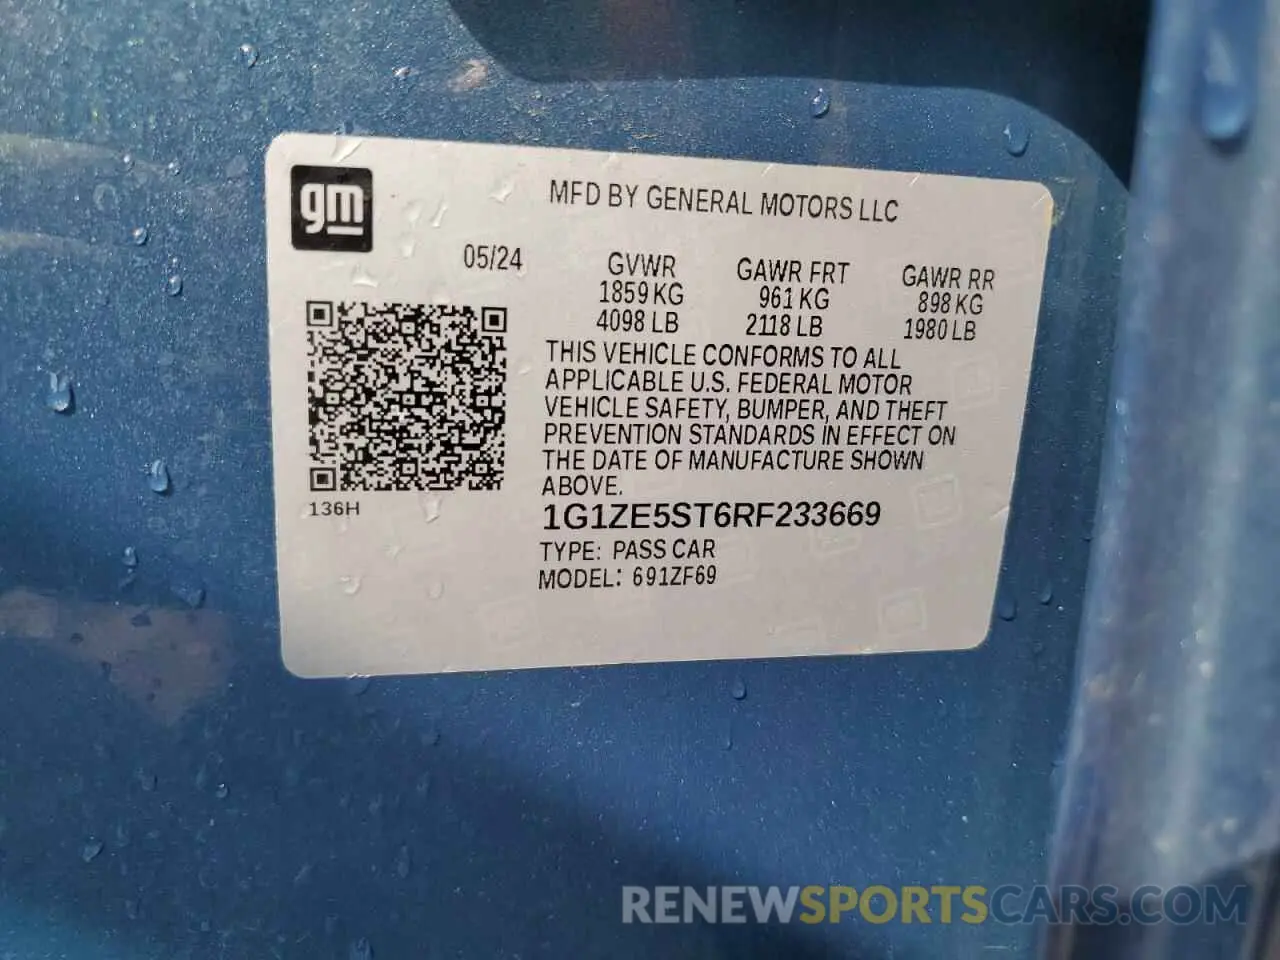 gm
MFD BY GENERAL MOTORS LLC
05/24
GVWR GAWR FRT GAWR RR
1859 KG 961 KG 898 KG
4098 LB 2118 LB 1980 LB
THIS VEHICLE CONFORMS TO ALL
APPLICABLE U.S. FEDERAL MOTOR
VEHICLE SAFETY, BUMPER, AND THEFT
PREVENTION STANDARDS IN EFFECT ON
THE DATE OF MANUFACTURE SHOWN
ABOVE.
136H
1G1ZE5ST6RF233669
TYPE: PASS CAR
MODEL: 691ZF69
RENEWSPORTSCARS.COM